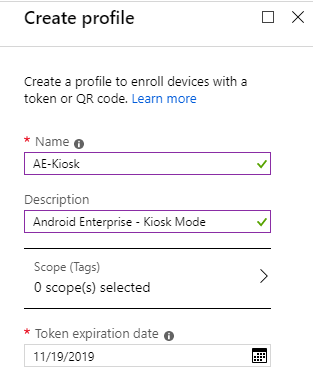 Create profile
Create a profile to enroll devices with a
token or QR code. Learn more
* Name
AE-Kiosk
Description
Android Enterprise - Kiosk Mode
Scope (Tags)
0 scope(s) selected
* Token expiration date
11/19/2019